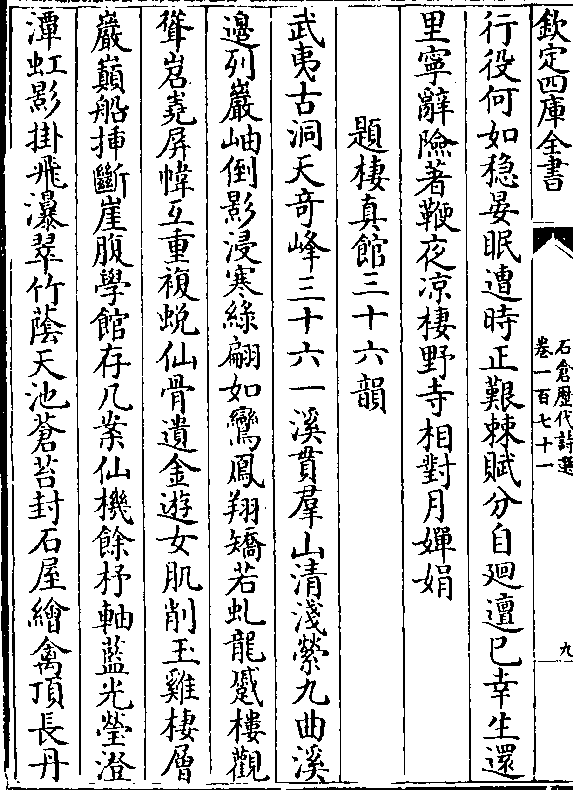 欽定四庫全書
石倉歷代詩選
卷一百七十一
九
行役何如穏晏眠遭時正艱棘賦分自迴邅已幸生還
里寧辭險著鞭夜凉棲野寺相對月嬋娟
題棲真館三十六韻
武夷古洞天奇峰三十六一溪貫羣山清淺縈九曲溪
邉列巖岫倒影浸寒綠翩如鸞鳳翔矯若虬龍蹙樓觀
聳岧嶤屏幃互重複蛻仙骨遺金遊女肌削玉雞棲層
巖巔船揷斷崖腹學館存几案仙機餘杼軸藍光瑩澄
潭虹影掛飛瀑翠竹蔭天池蒼苔封石屋繪禽頂長丹